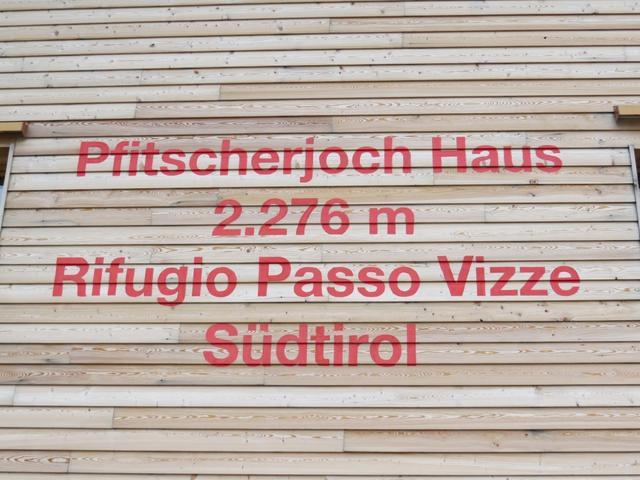 Pfitscherjoch Haus
2.276 m
Rifugio Passo Vizze
Südtirol